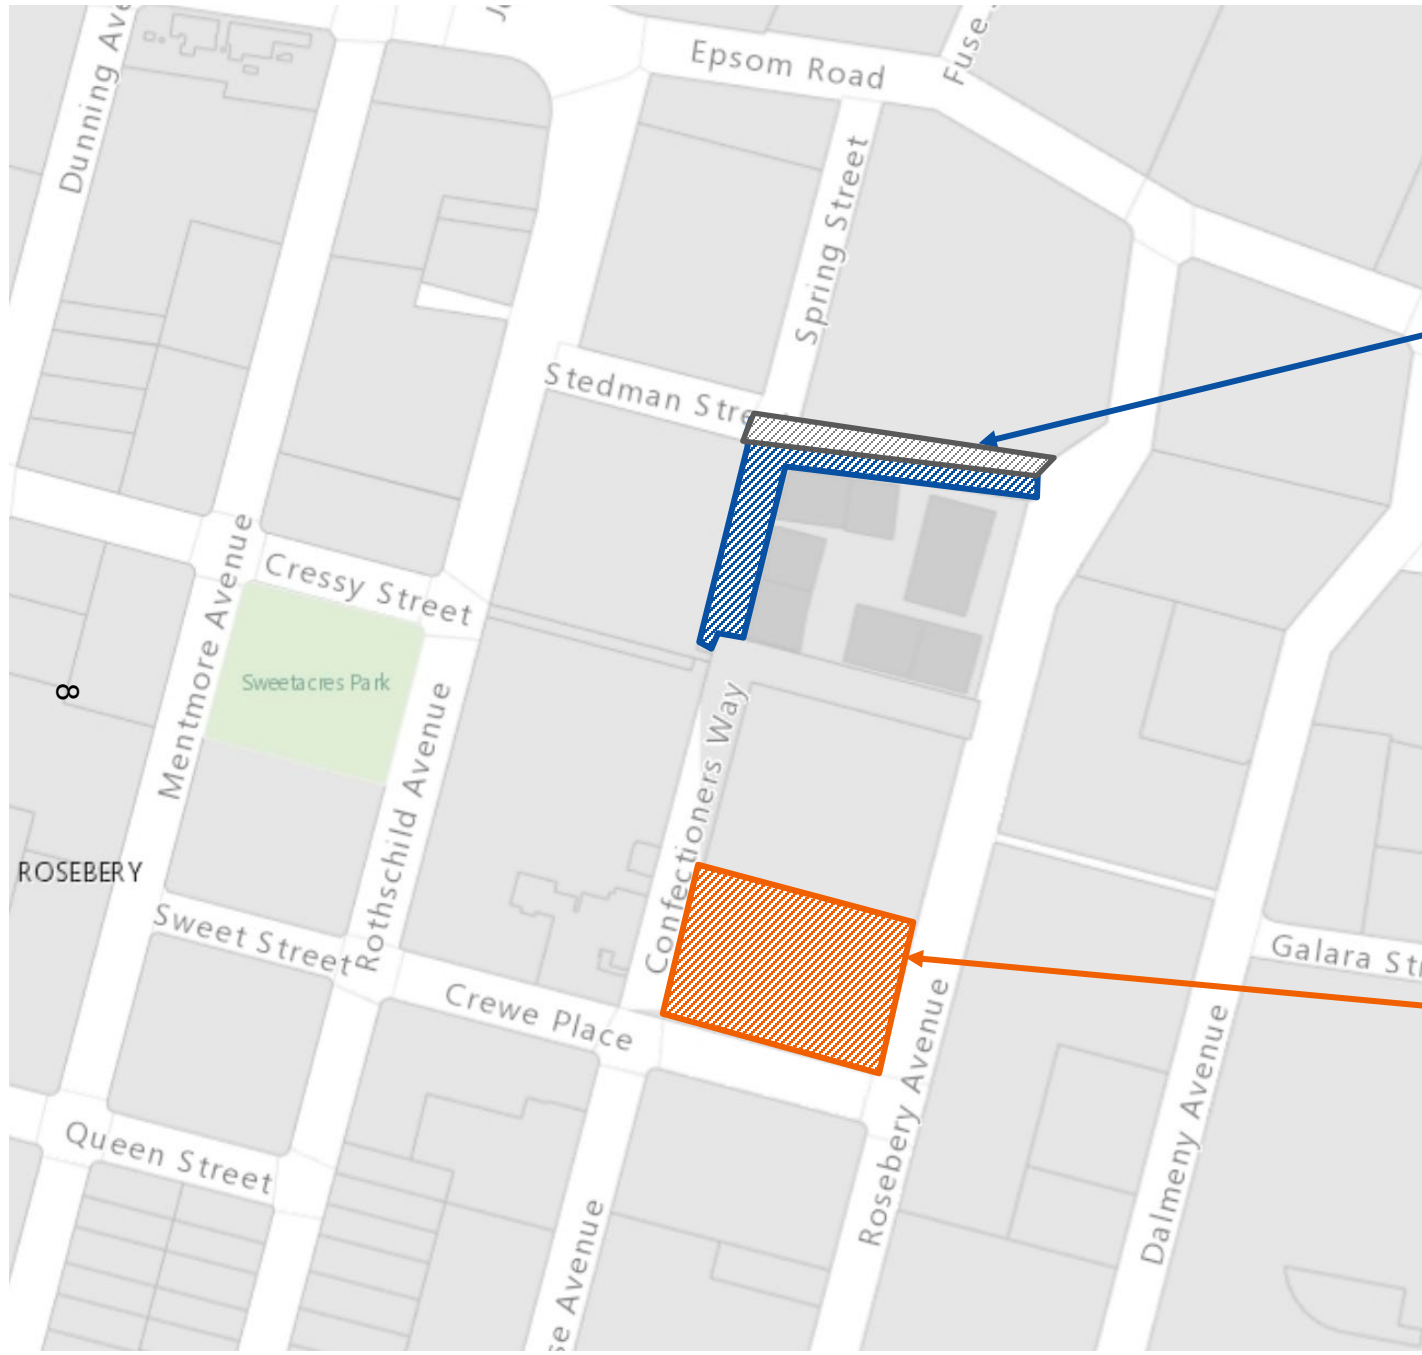 Dunning Ave
Epsom Road
Fuse
Spring Street
Stedman Stre
Cressy Street
Mentmore Avenue
Sweetacres Park
8
Rothschild Avenue
Confectioners Way
ROSEBERY
Sweet Street
Galara Str
Crewe Place
Rosebery Avenue
Dalmeny Avenue
Queen Street
se Avenue